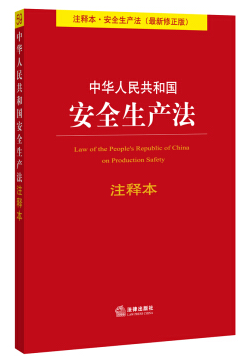 注释本·安全生产法（最新修正版）
中华人民共和国
安全生产法
Law of the People's Republic of China
on Production Safety
注释本
法律出版社
LAW PRESS·CHINA
中华人民共和国安全生产法
注释本